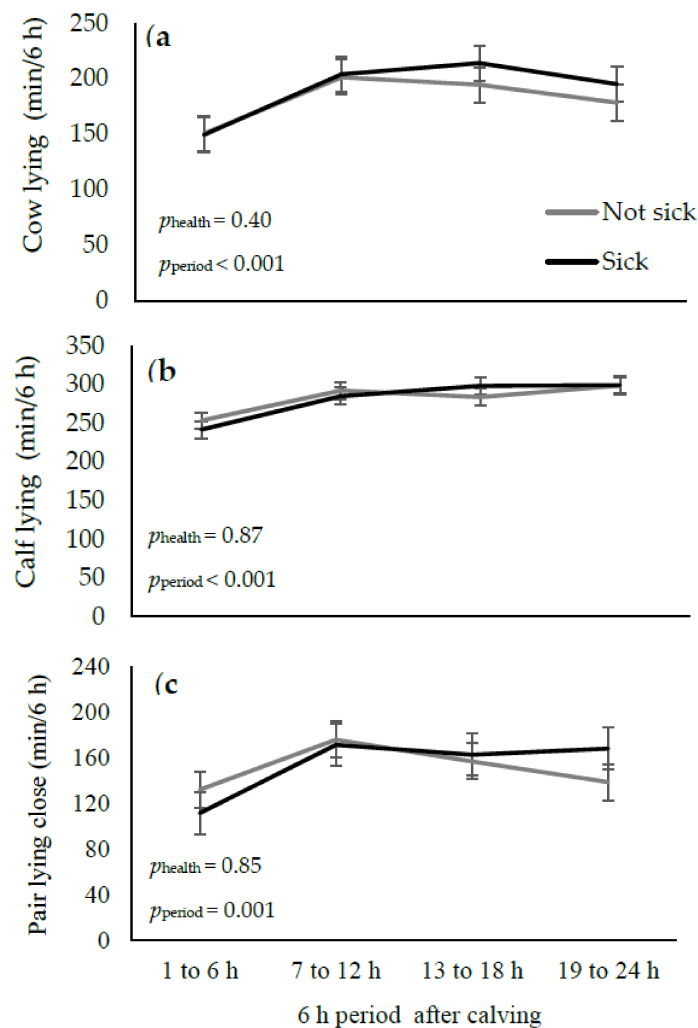 (a
250
200
150
100
50
0
Cow lying (min/6 h)
phealth = 0.40
pperiod < 0.001
Not sick
Sick
(b
350
300
250
200
150
100
50
0
Calf lying (min/6 h)
phealth = 0.87
pperiod < 0.001
(c
240
200
160
120
80
40
0
Pair lying close (min/6 h)
phealth = 0.85
pperiod = 0.001
1 to 6 h 7 to 12 h 13 to 18 h 19 to 24 h
6 h period after calving